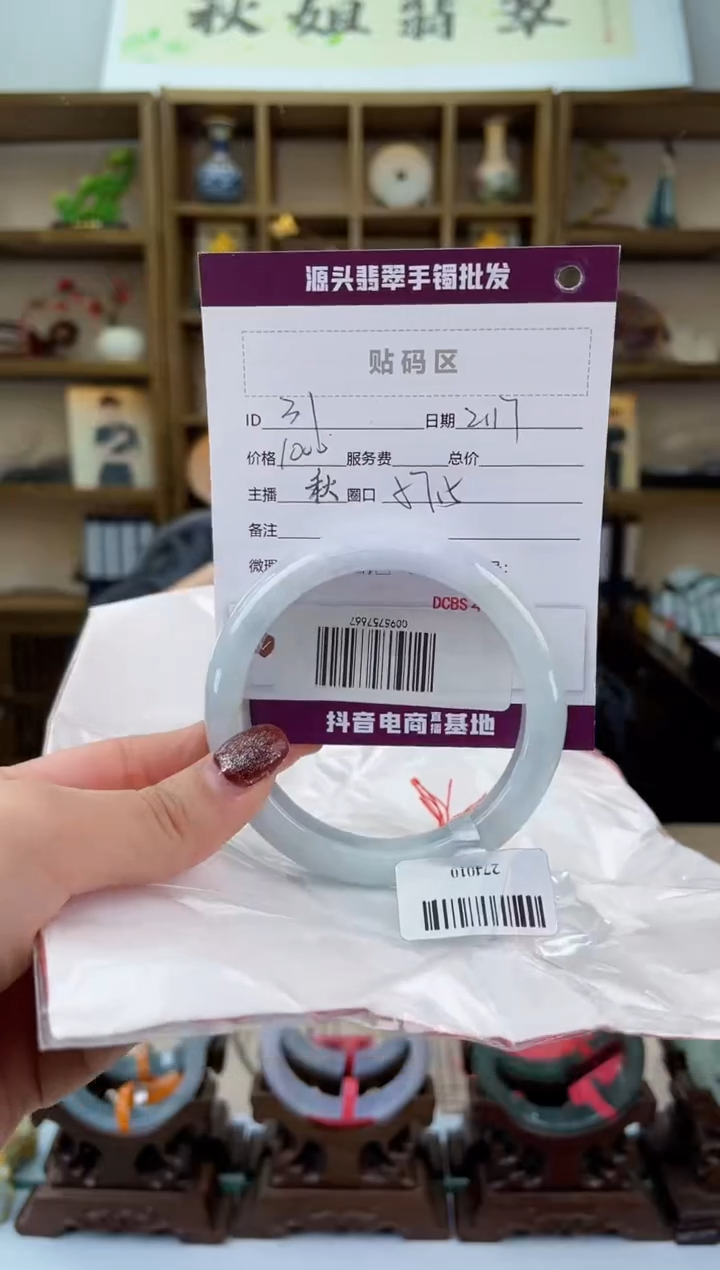 秋姐翡翠
源头翡翠手镯批发
贴码区
ID 31 日期 2.17
价格 1000 服务费 总价
主播 秋 圈口 57.5
备注
DCBS
0095757667
抖音电商直播基地
274010